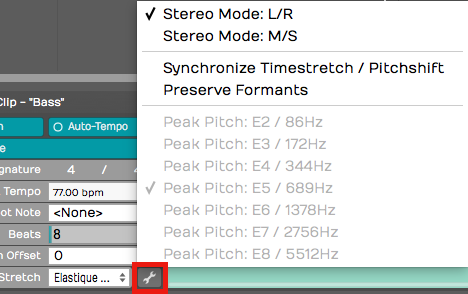 ✓ Stereo Mode: L/R
Stereo Mode: M/S
Synchronize Timestretch / Pitchshift
Preserve Formants
Peak Pitch: E2 / 86Hz
Peak Pitch: E3 / 172Hz
Peak Pitch: E4 / 344Hz
✓ Peak Pitch: E5 / 689Hz
Peak Pitch: E6 / 1378Hz
Peak Pitch: E7 / 2756Hz
Peak Pitch: E8 / 5512Hz
Clip - "Bass"
Auto-Tempo
4 / 
Tempo 77.00 bpm
Note <None>
Beats 8
Offset 0
Stretch Elastique ...